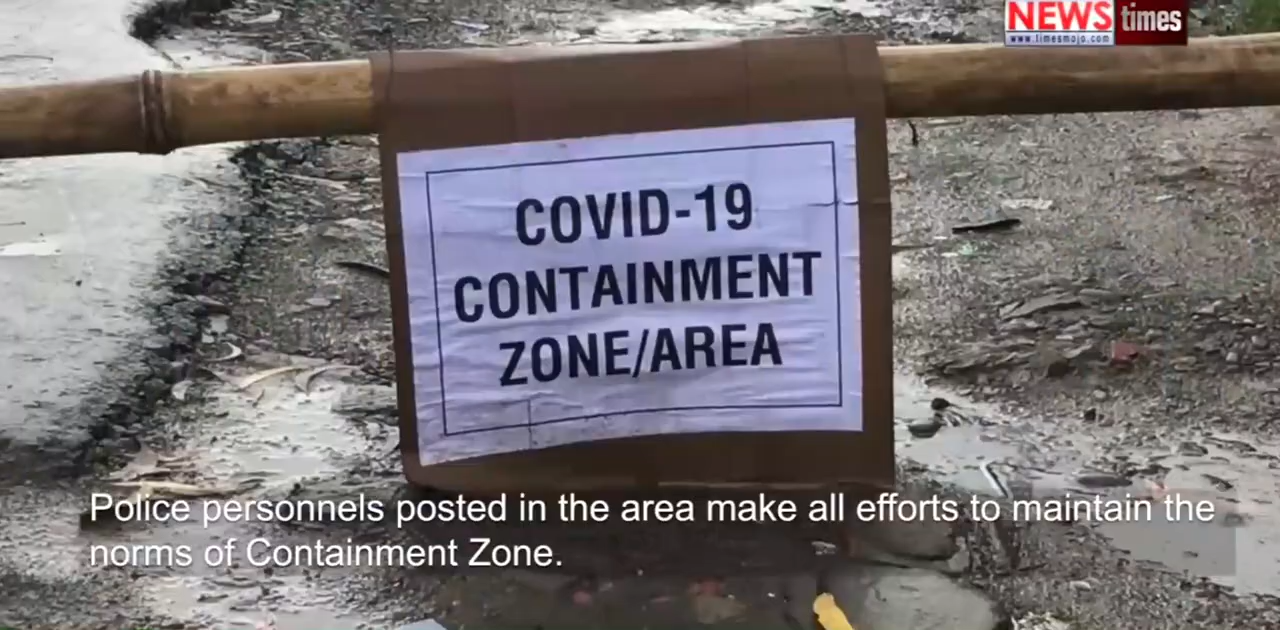 NEWS times
www.timesmojo.com
COVID-19
CONTAINMENT
ZONE/AREA
Police personnels posted in the area make all efforts to maintain the
norms of Containment Zone.